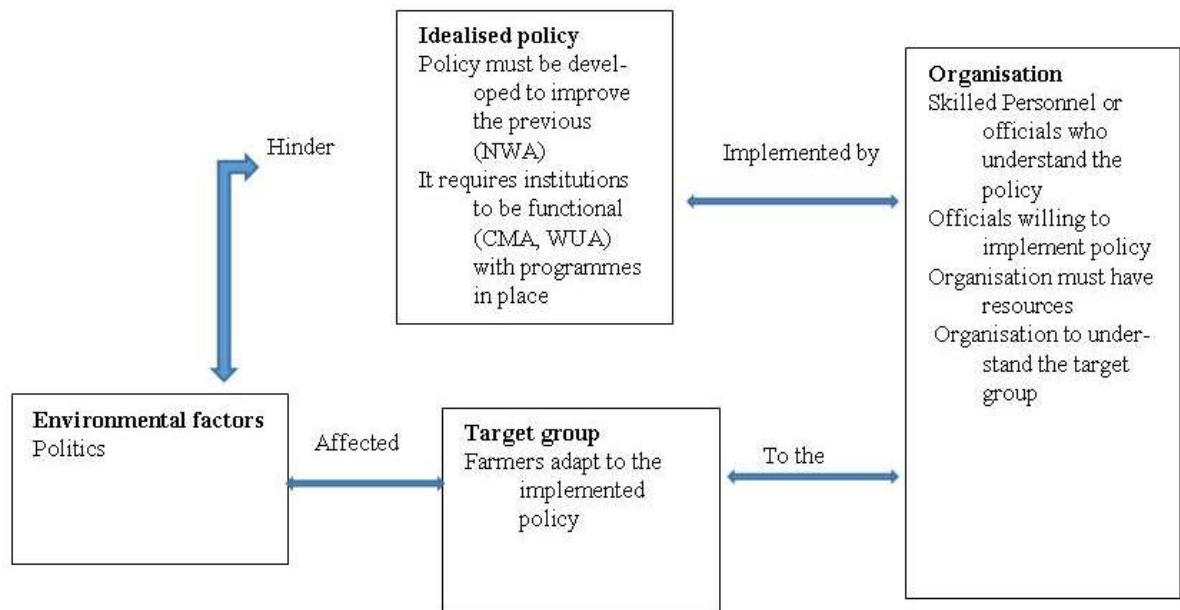 Idealised policy
Policy must be devel-
oped to improve
the previous
(NWA)
It requires institutions
to be functional
(CMA, WUA)
with programmes
in place
Hinder
Implemented by
Organisation
Skilled Personnel or
officials who
understand the
policy
Officials willing to
implement policy
Organisation must have
resources
Organisation to under-
stand the target
group
Environmental factors
Politics
Affected
Target group
Farmers adapt to the
implemented
policy
To the